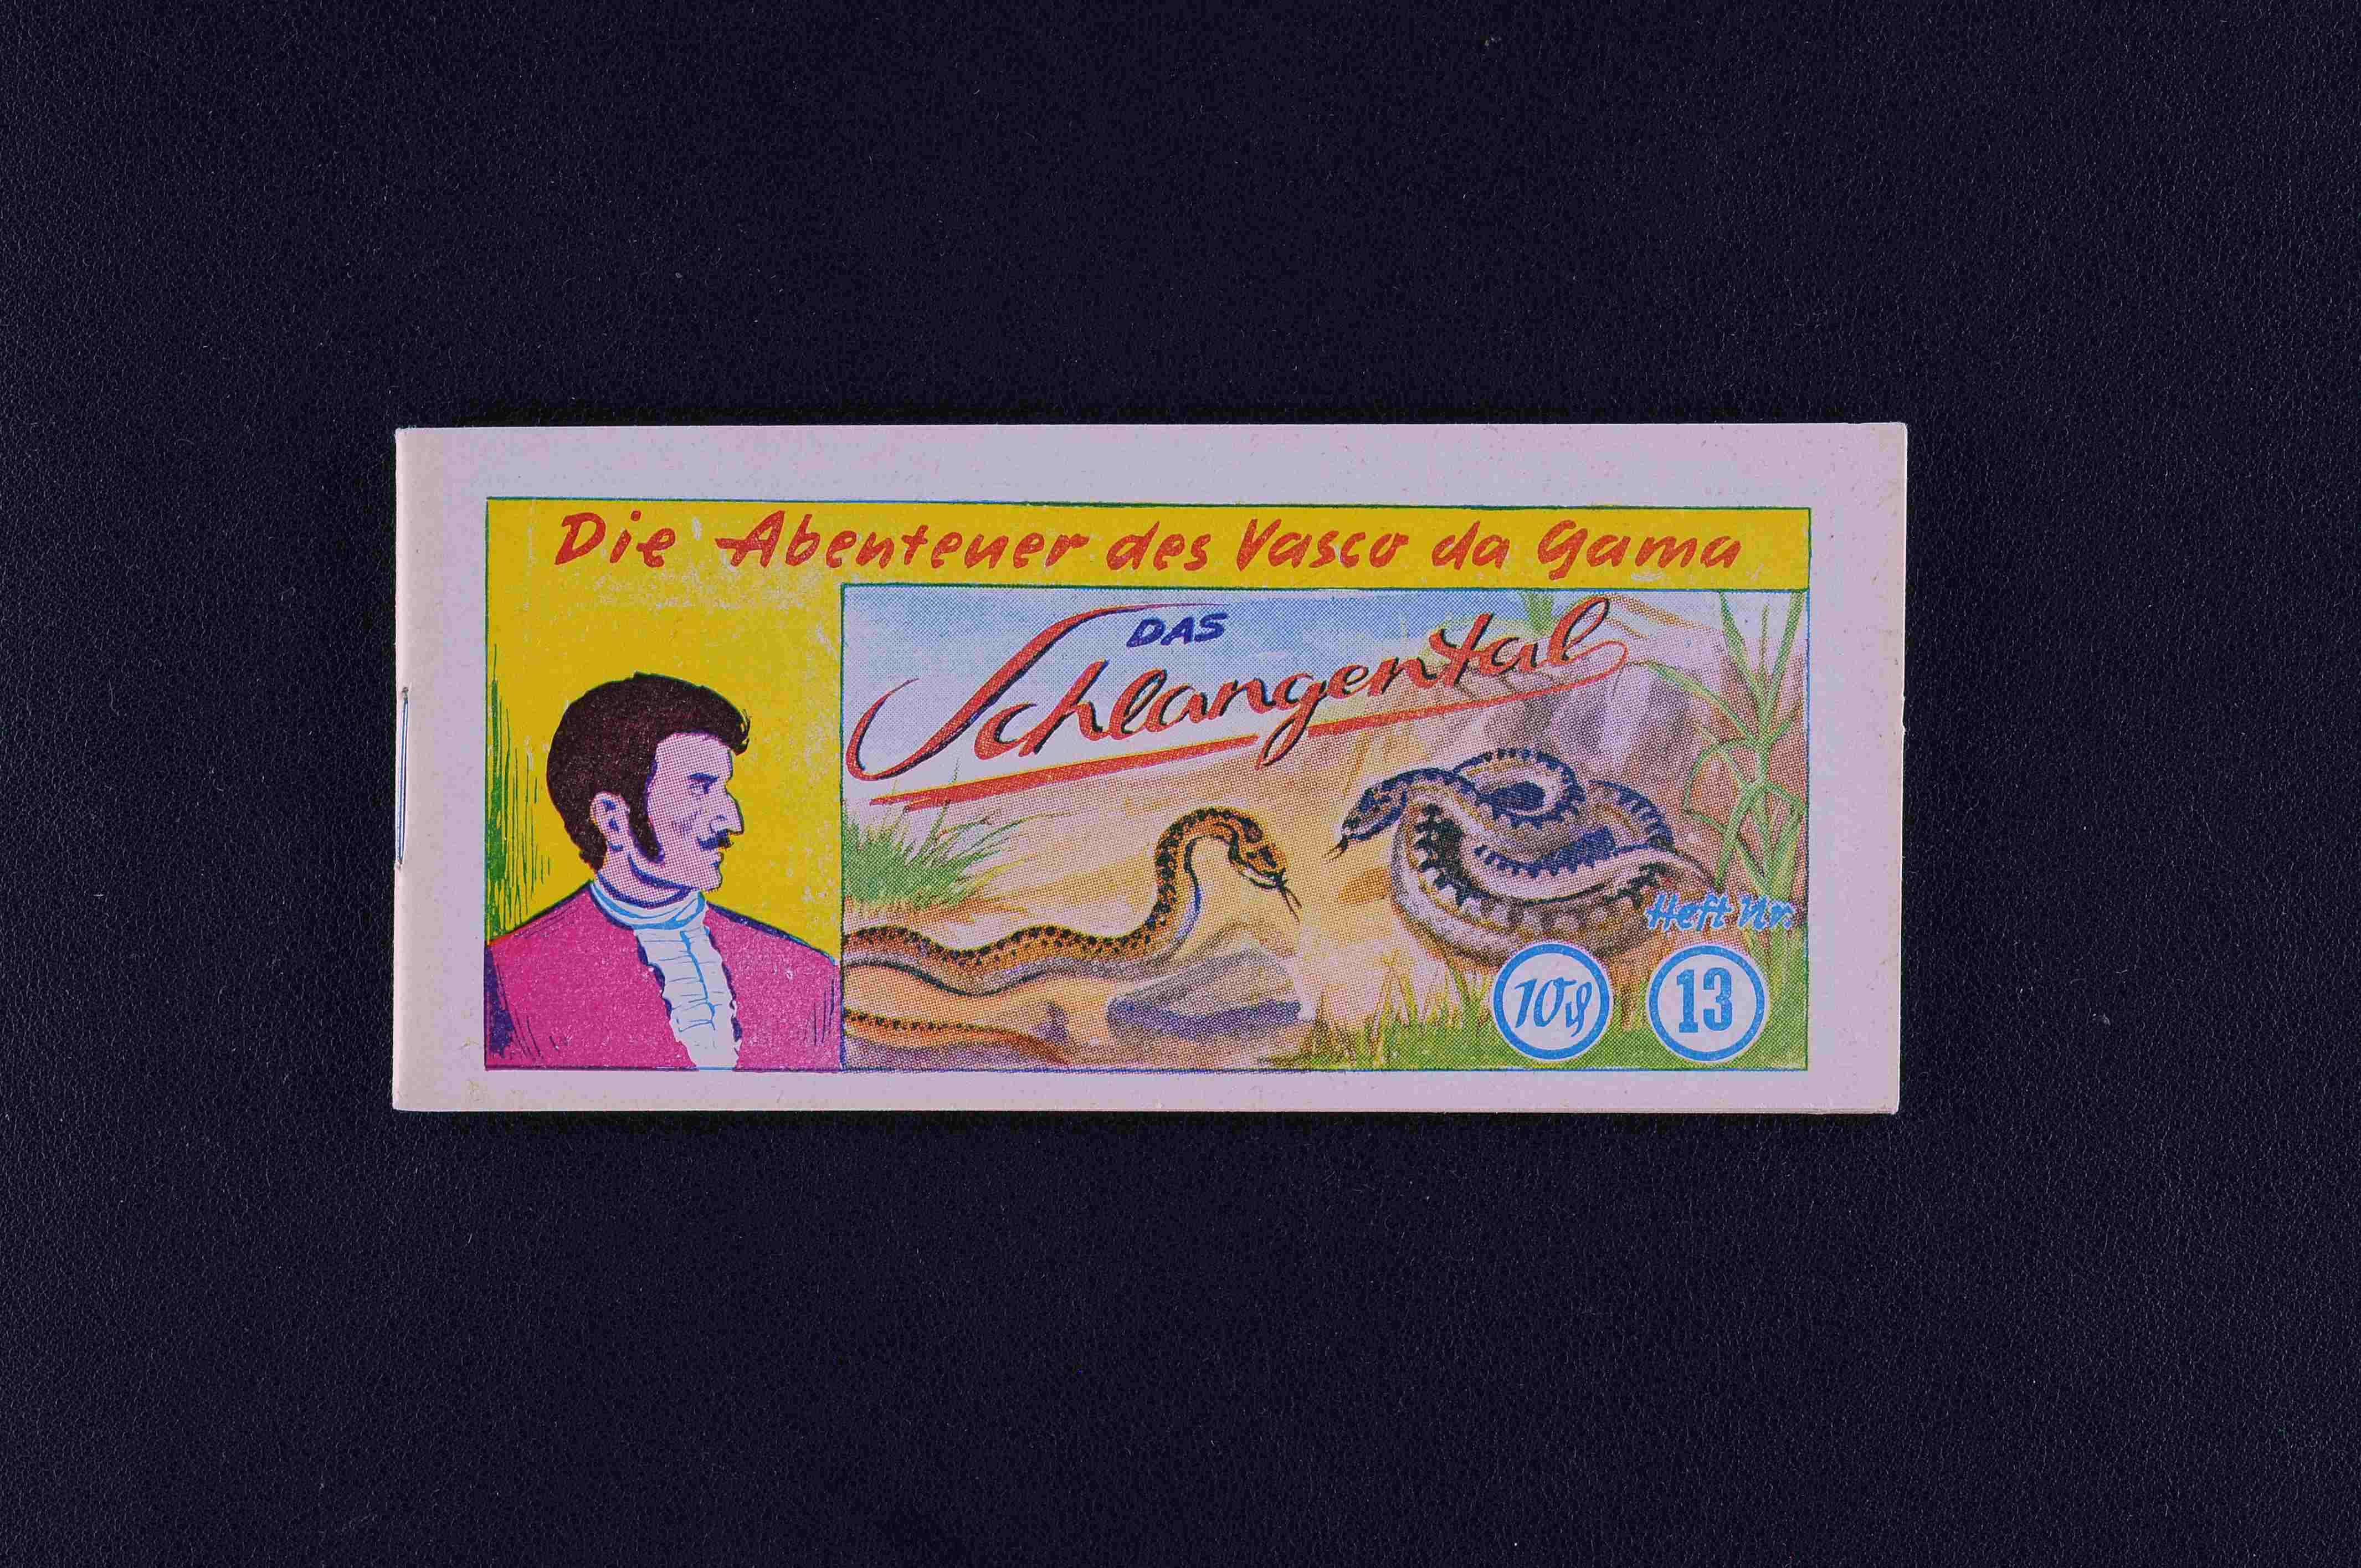 Die Abenteuer des Vasco da Gama
DAS
Schlangental
Heft Nr.
10₰
13